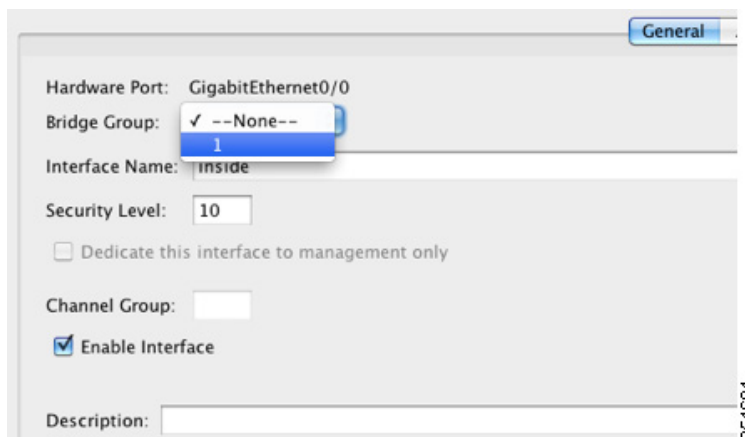 General
Hardware Port: GigabitEthernet0/0
Bridge Group: ✓ --None--
1
Interface Name: inside
Security Level: 10
Dedicate this interface to management only
Channel Group:
Enable Interface
Description: